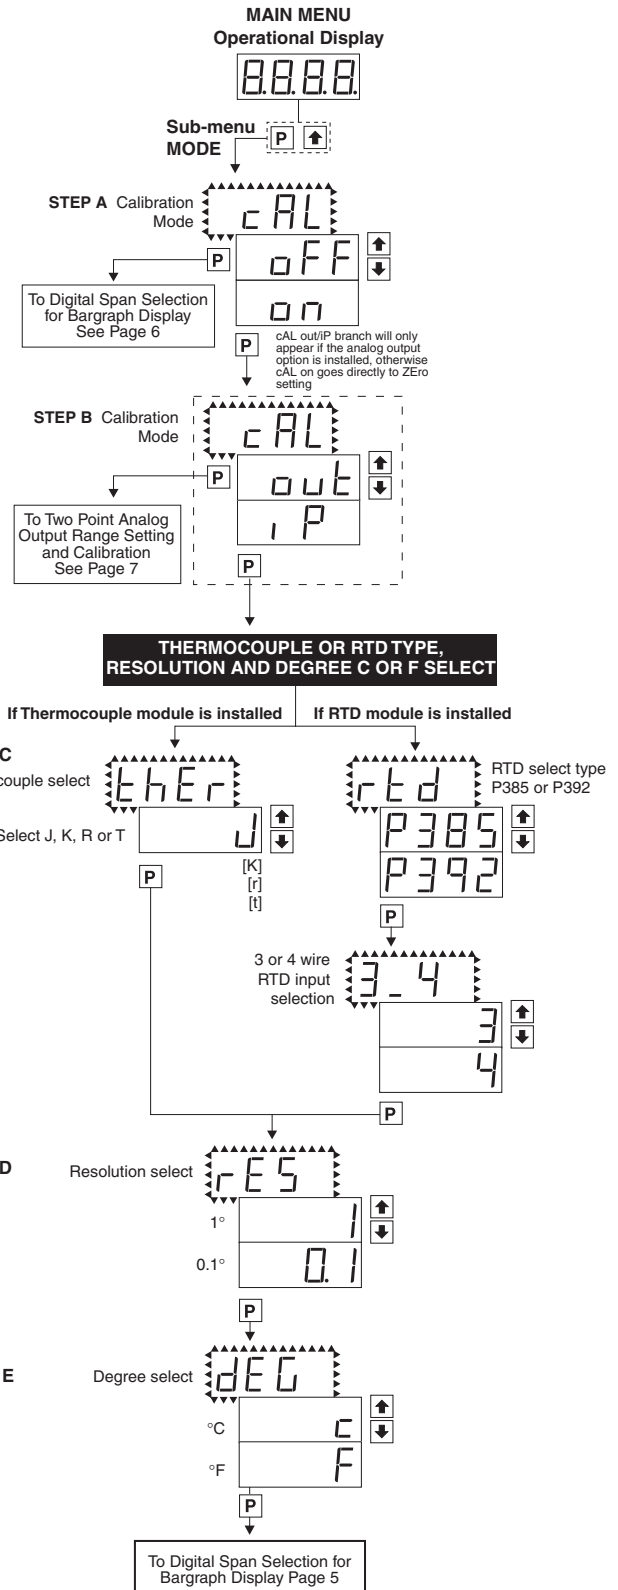 MAIN MENU
Operational Display
8.8.8.8.
Sub-menu
MODE
P
STEP A Calibration
Mode
cAL
oFF
on
P
To Digital Span Selection
for Bargraph Display
See Page 6
P
cAL out/iP branch will only
appear if the analog output
option is installed, otherwise
cAL on goes directly to ZEro
setting
STEP B Calibration
Mode
cAL
out
iP
P
To Two Point Analog
Output Range Setting
and Calibration
See Page 7
P
THERMOCOUPLE OR RTD TYPE,
RESOLUTION AND DEGREE C OR F SELECT
If Thermocouple module is installed
If RTD module is installed
C
couple select
thEr
Select J, K, R or T
J
[K]
[r]
[t]
P
rtd
RTD select type
P385 or P392
P385
P392
P
3 or 4 wire
RTD input
selection
3_4
3
4
P
D
Resolution select
rES
1°
1
0.1°
0.1
P
E
Degree select
dEG
°C
c
°F
F
P
To Digital Span Selection for
Bargraph Display Page 5